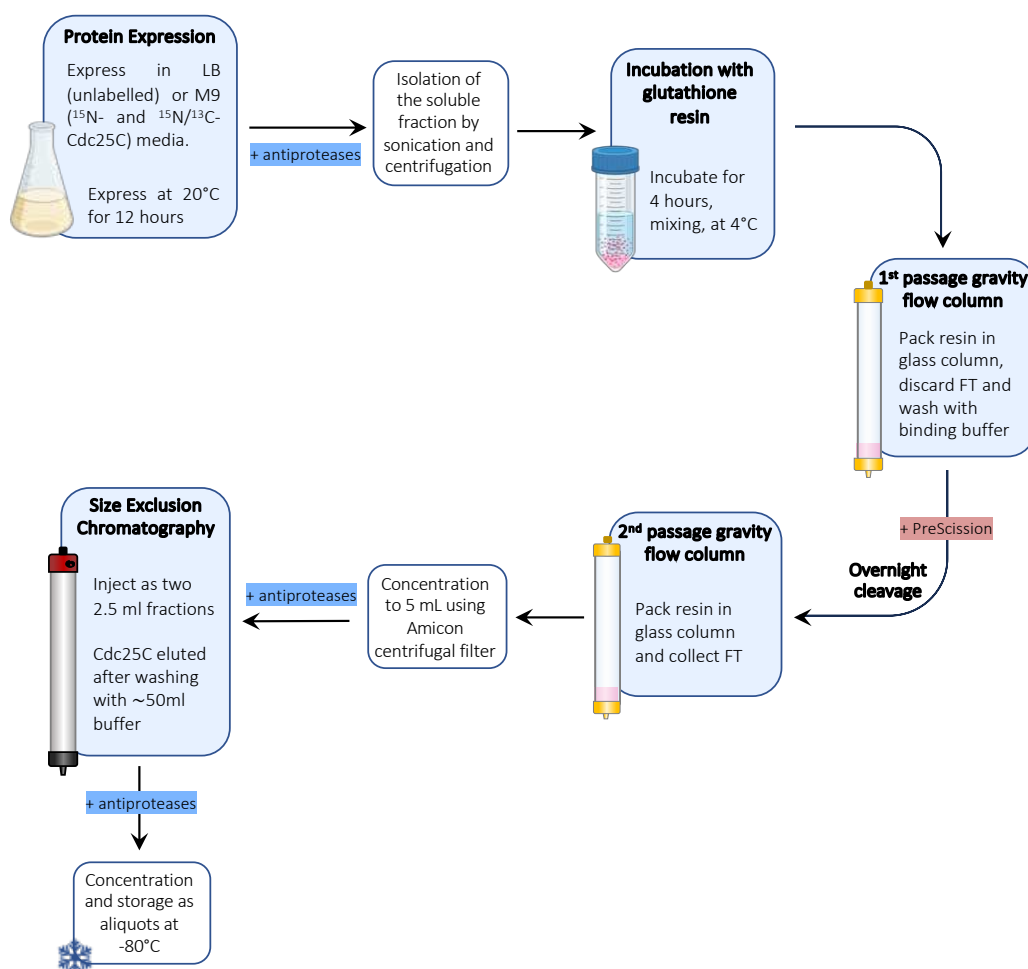 Protein Expression
Express in LB
(unlabelled) or M9
(¹⁵N- and ¹⁵N/¹³C-
Cdc25C) media.
Express at 20°C
for 12 hours
+ antiproteases
Isolation of
the soluble
fraction by
sonication and
centrifugation
Incubation with
glutathione
resin
Incubate for
4 hours,
mixing, at 4°C
1ˢᵗ passage gravity
flow column
Pack resin in
glass column,
discard FT and
wash with
binding buffer
+ PreScission
Overnight
cleavage
2ⁿᵈ passage gravity
flow column
Pack resin in
glass column
and collect FT
Concentration
to 5 mL using
Amicon
centrifugal filter
+ antiproteases
Size Exclusion
Chromatography
Inject as two
2.5 ml fractions
Cdc25C eluted
after washing
with ~50ml
buffer
+ antiproteases
Concentration
and storage as
aliquots at
-80°C